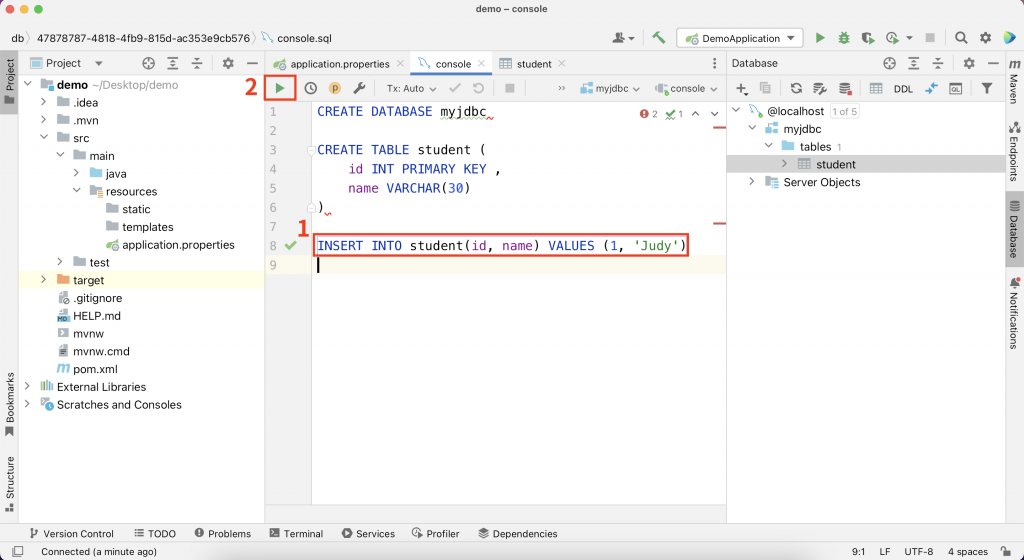 demo – console
db 47878787-4818-4fb9-815d-ac353e9cb576 console.sql
DemoApplication
Project
application.properties
console
student
Database
2
Tx: Auto
myjdbc
console
DDL
Project
Bookmarks
Structure
demo ~/Desktop/demo
.idea
.mvn
src
main
java
resources
static
templates
application.properties
test
target
.gitignore
HELP.md
mvnw
mvnw.cmd
pom.xml
External Libraries
Scratches and Consoles
1 CREATE DATABASE myjdbc
2
3 CREATE TABLE student (
4 id INT PRIMARY KEY ,
5 name VARCHAR(30)
6 )
7
1
8 INSERT INTO student(id, name) VALUES (1, 'Judy')
9
2 1
@localhost 1 of 5
myjdbc
tables 1
student
Server Objects
m
Maven
Endpoints
Database
Notifications
Version Control
TODO
Problems
Terminal
Services
Profiler
Dependencies
Connected (a minute ago)
9:1 LF UTF-8 4 spaces